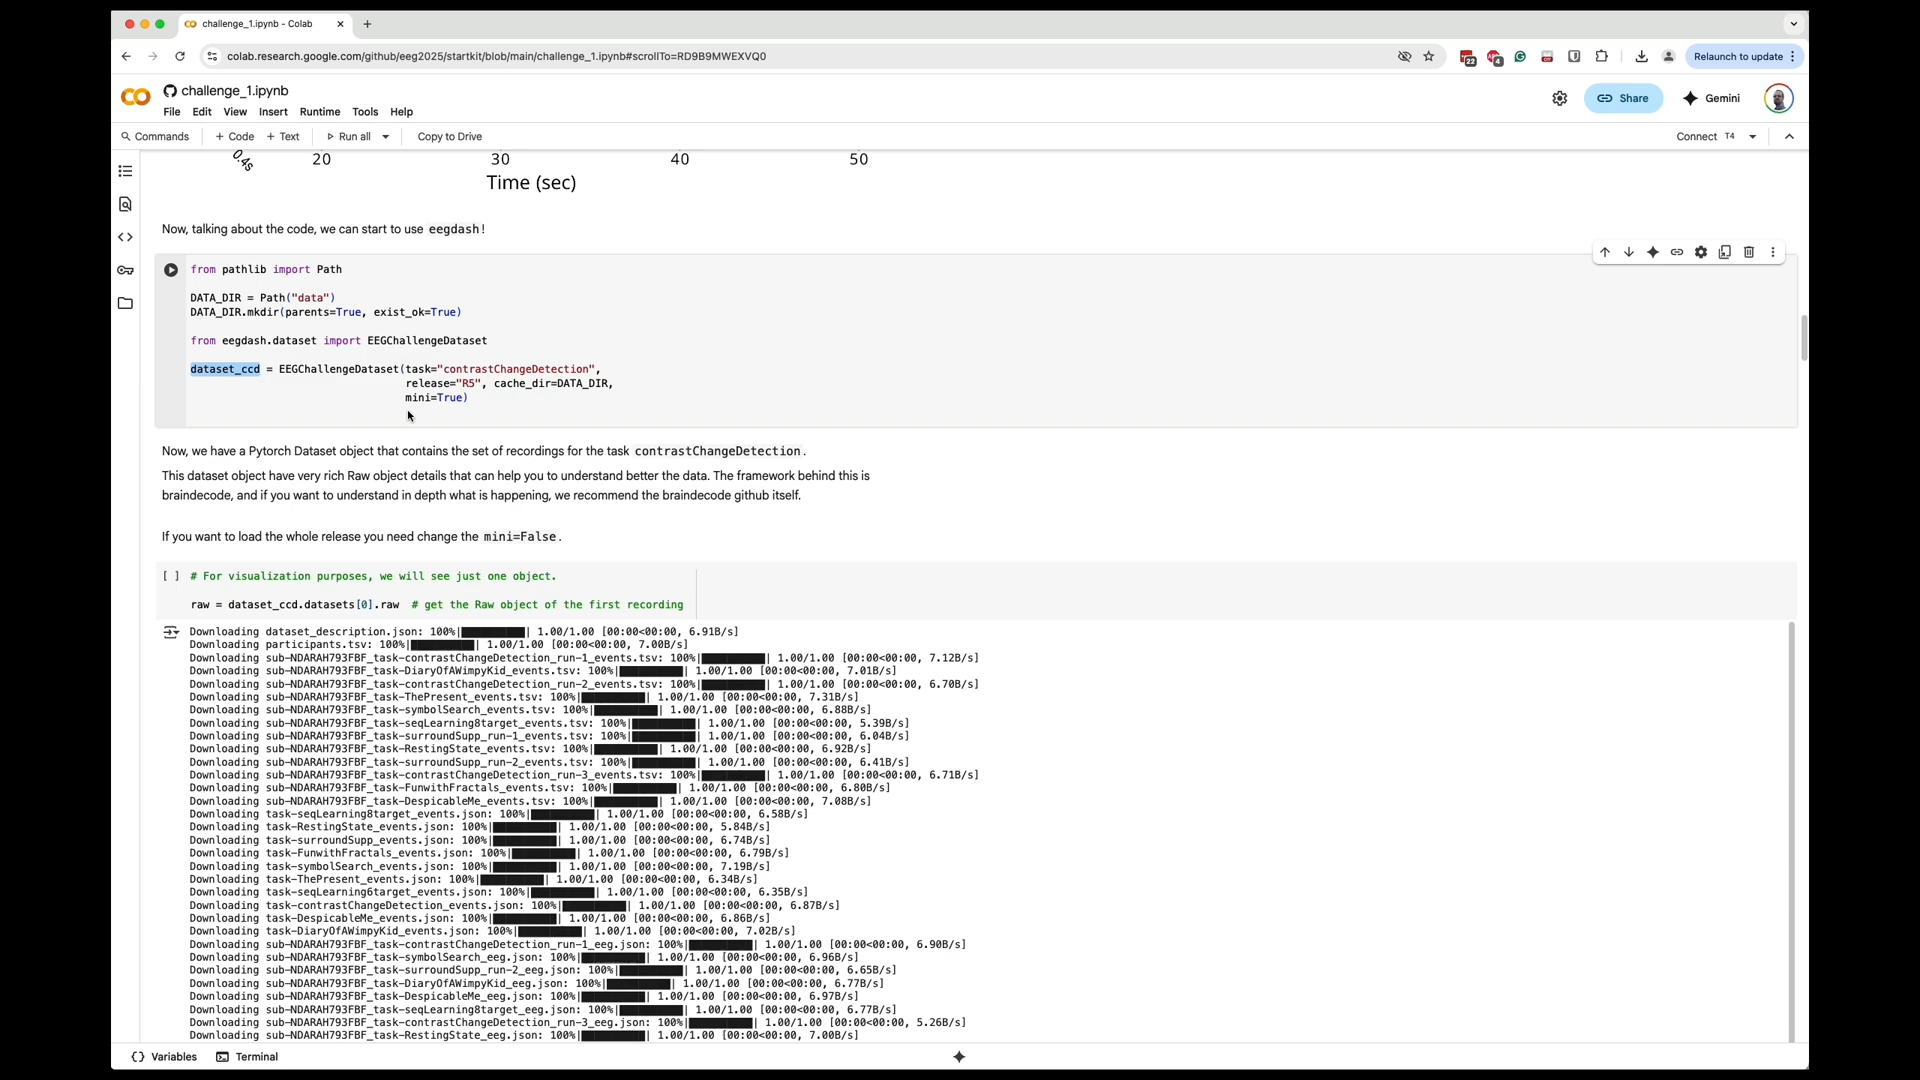 challenge_1.ipynb - Colab
colab.research.google.com/github/eeg2025/startkit/blob/main/challenge_1.ipynb#scrollTo=RD9B9MWEXVQ0
22
4
Relaunch to update
challenge_1.ipynb
File Edit View Insert Runtime Tools Help
Share
Gemini
Commands + Code + Text Run all Copy to Drive
Connect T4
0.4s
20 30 40 50
Time (sec)
Now, talking about the code, we can start to use eegdash!
from pathlib import Path
DATA_DIR = Path("data")
DATA_DIR.mkdir(parents=True, exist_ok=True)
from eegdash.dataset import EEGChallengeDataset
dataset_ccd = EEGChallengeDataset(task="contrastChangeDetection",
release="R5", cache_dir=DATA_DIR,
mini=True)
Now, we have a Pytorch Dataset object that contains the set of recordings for the task contrastChangeDetection.
This dataset object have very rich Raw object details that can help you to understand better the data. The framework behind this is
braindecode, and if you want to understand in depth what is happening, we recommend the braindecode github itself.
If you want to load the whole release you need change the mini=False.
[ ] # For visualization purposes, we will see just one object.
raw = dataset_ccd.datasets[0].raw # get the Raw object of the first recording
Downloading dataset_description.json: 100%|██████████| 1.00/1.00 [00:00<00:00, 6.91B/s]
Downloading participants.tsv: 100%|██████████| 1.00/1.00 [00:00<00:00, 7.00B/s]
Downloading sub-NDARAH793FBF_task-contrastChangeDetection_run-1_events.tsv: 100%|██████████| 1.00/1.00 [00:00<00:00, 7.12B/s]
Downloading sub-NDARAH793FBF_task-DiaryOfAWimpyKid_events.tsv: 100%|██████████| 1.00/1.00 [00:00<00:00, 7.01B/s]
Downloading sub-NDARAH793FBF_task-contrastChangeDetection_run-2_events.tsv: 100%|██████████| 1.00/1.00 [00:00<00:00, 6.70B/s]
Downloading sub-NDARAH793FBF_task-ThePresent_events.tsv: 100%|██████████| 1.00/1.00 [00:00<00:00, 7.31B/s]
Downloading sub-NDARAH793FBF_task-symbolSearch_events.tsv: 100%|██████████| 1.00/1.00 [00:00<00:00, 6.88B/s]
Downloading sub-NDARAH793FBF_task-seqLearning8target_events.tsv: 100%|██████████| 1.00/1.00 [00:00<00:00, 5.39B/s]
Downloading sub-NDARAH793FBF_task-surroundSupp_run-1_events.tsv: 100%|██████████| 1.00/1.00 [00:00<00:00, 6.04B/s]
Downloading sub-NDARAH793FBF_task-RestingState_events.tsv: 100%|██████████| 1.00/1.00 [00:00<00:00, 6.92B/s]
Downloading sub-NDARAH793FBF_task-surroundSupp_run-2_events.tsv: 100%|██████████| 1.00/1.00 [00:00<00:00, 6.41B/s]
Downloading sub-NDARAH793FBF_task-contrastChangeDetection_run-3_events.tsv: 100%|██████████| 1.00/1.00 [00:00<00:00, 6.71B/s]
Downloading sub-NDARAH793FBF_task-FunwithFractals_events.tsv: 100%|██████████| 1.00/1.00 [00:00<00:00, 6.80B/s]
Downloading sub-NDARAH793FBF_task-DespicableMe_events.tsv: 100%|██████████| 1.00/1.00 [00:00<00:00, 7.08B/s]
Downloading task-seqLearning8target_events.json: 100%|██████████| 1.00/1.00 [00:00<00:00, 6.58B/s]
Downloading task-RestingState_events.json: 100%|██████████| 1.00/1.00 [00:00<00:00, 5.84B/s]
Downloading task-surroundSupp_events.json: 100%|██████████| 1.00/1.00 [00:00<00:00, 6.74B/s]
Downloading task-FunwithFractals_events.json: 100%|██████████| 1.00/1.00 [00:00<00:00, 6.79B/s]
Downloading task-symbolSearch_events.json: 100%|██████████| 1.00/1.00 [00:00<00:00, 7.19B/s]
Downloading task-ThePresent_events.json: 100%|██████████| 1.00/1.00 [00:00<00:00, 6.34B/s]
Downloading task-seqLearning6target_events.json: 100%|██████████| 1.00/1.00 [00:00<00:00, 6.35B/s]
Downloading task-contrastChangeDetection_events.json: 100%|██████████| 1.00/1.00 [00:00<00:00, 6.87B/s]
Downloading task-DespicableMe_events.json: 100%|██████████| 1.00/1.00 [00:00<00:00, 6.86B/s]
Downloading task-DiaryOfAWimpyKid_events.json: 100%|██████████| 1.00/1.00 [00:00<00:00, 7.02B/s]
Downloading sub-NDARAH793FBF_task-contrastChangeDetection_run-1_eeg.json: 100%|██████████| 1.00/1.00 [00:00<00:00, 6.90B/s]
Downloading sub-NDARAH793FBF_task-symbolSearch_eeg.json: 100%|██████████| 1.00/1.00 [00:00<00:00, 6.96B/s]
Downloading sub-NDARAH793FBF_task-surroundSupp_run-2_eeg.json: 100%|██████████| 1.00/1.00 [00:00<00:00, 6.65B/s]
Downloading sub-NDARAH793FBF_task-DiaryOfAWimpyKid_eeg.json: 100%|██████████| 1.00/1.00 [00:00<00:00, 6.77B/s]
Downloading sub-NDARAH793FBF_task-DespicableMe_eeg.json: 100%|██████████| 1.00/1.00 [00:00<00:00, 6.97B/s]
Downloading sub-NDARAH793FBF_task-seqLearning8target_eeg.json: 100%|██████████| 1.00/1.00 [00:00<00:00, 6.77B/s]
Downloading sub-NDARAH793FBF_task-contrastChangeDetection_run-3_eeg.json: 100%|██████████| 1.00/1.00 [00:00<00:00, 5.26B/s]
Downloading sub-NDARAH793FBF_task-RestingState_eeg.json: 100%|██████████| 1.00/1.00 [00:00<00:00, 7.00B/s]
Variables Terminal